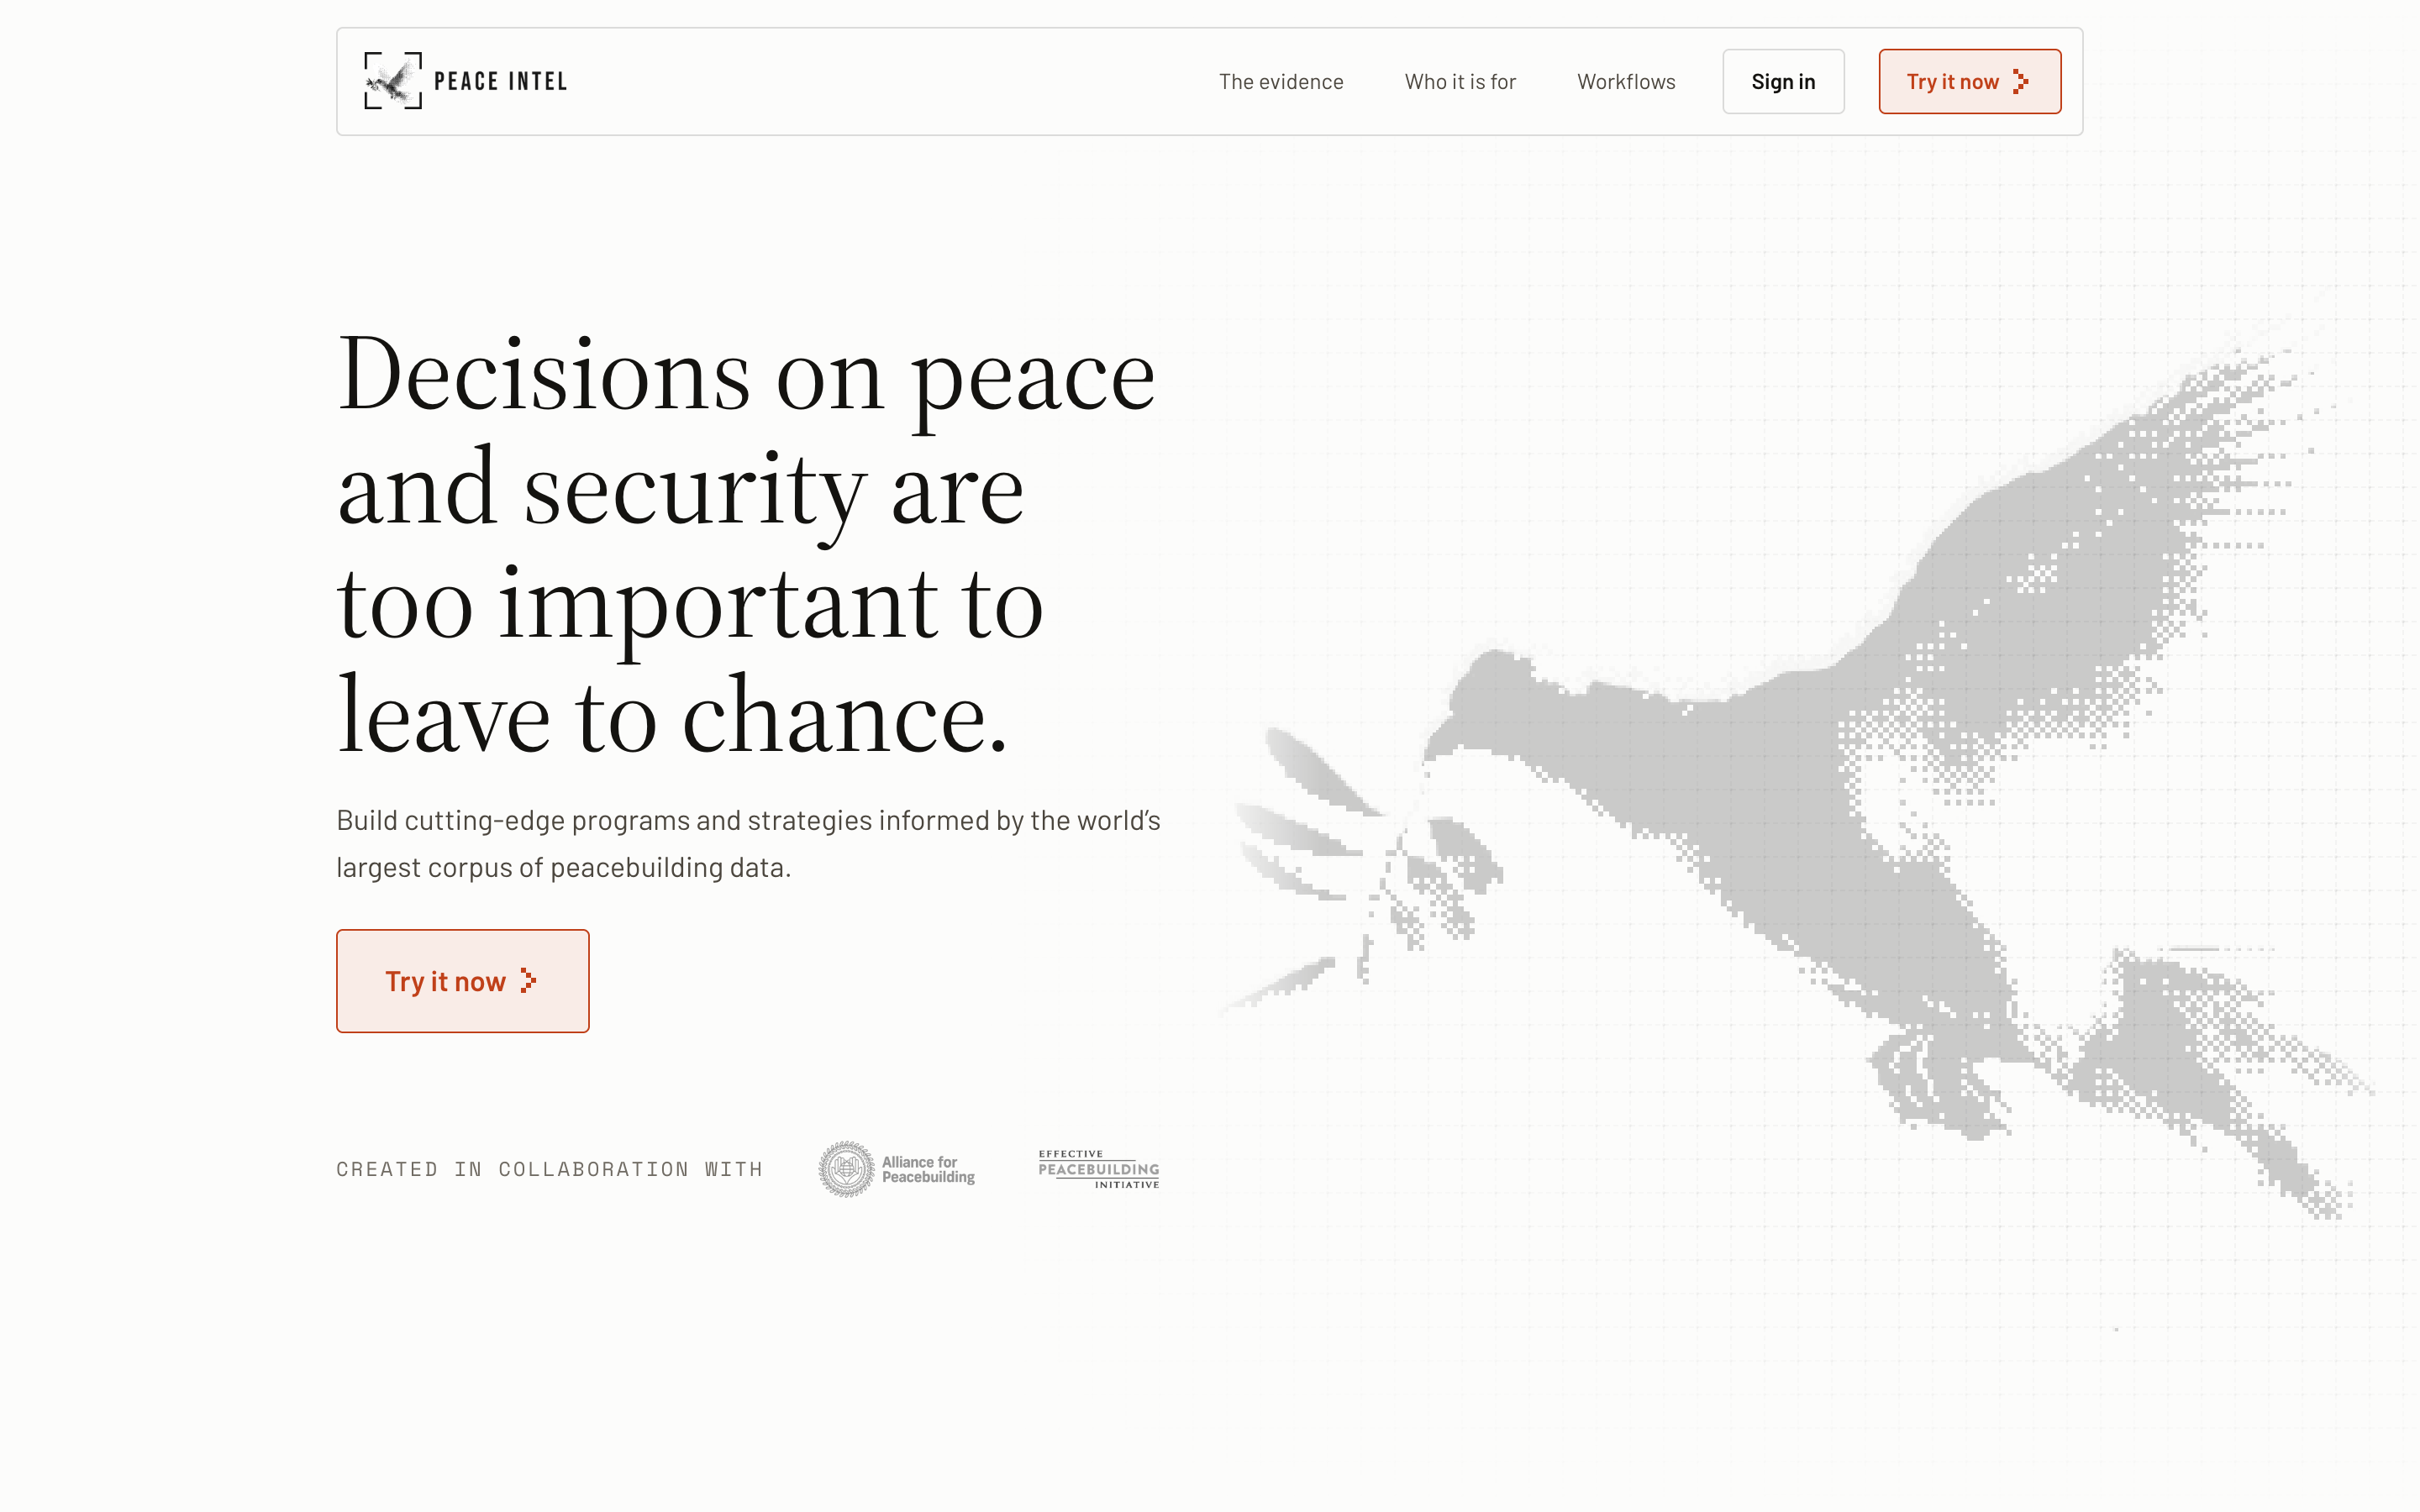 PEACE INTEL
The evidence
Who it is for
Workflows
Sign in
Try it now
Decisions on peace
and security are
too important to
leave to chance.
Build cutting-edge programs and strategies informed by the world’s
largest corpus of peacebuilding data.
Try it now
CREATED IN COLLABORATION WITH
Alliance for
Peacebuilding
EFFECTIVE
PEACEBUILDING
INITIATIVE